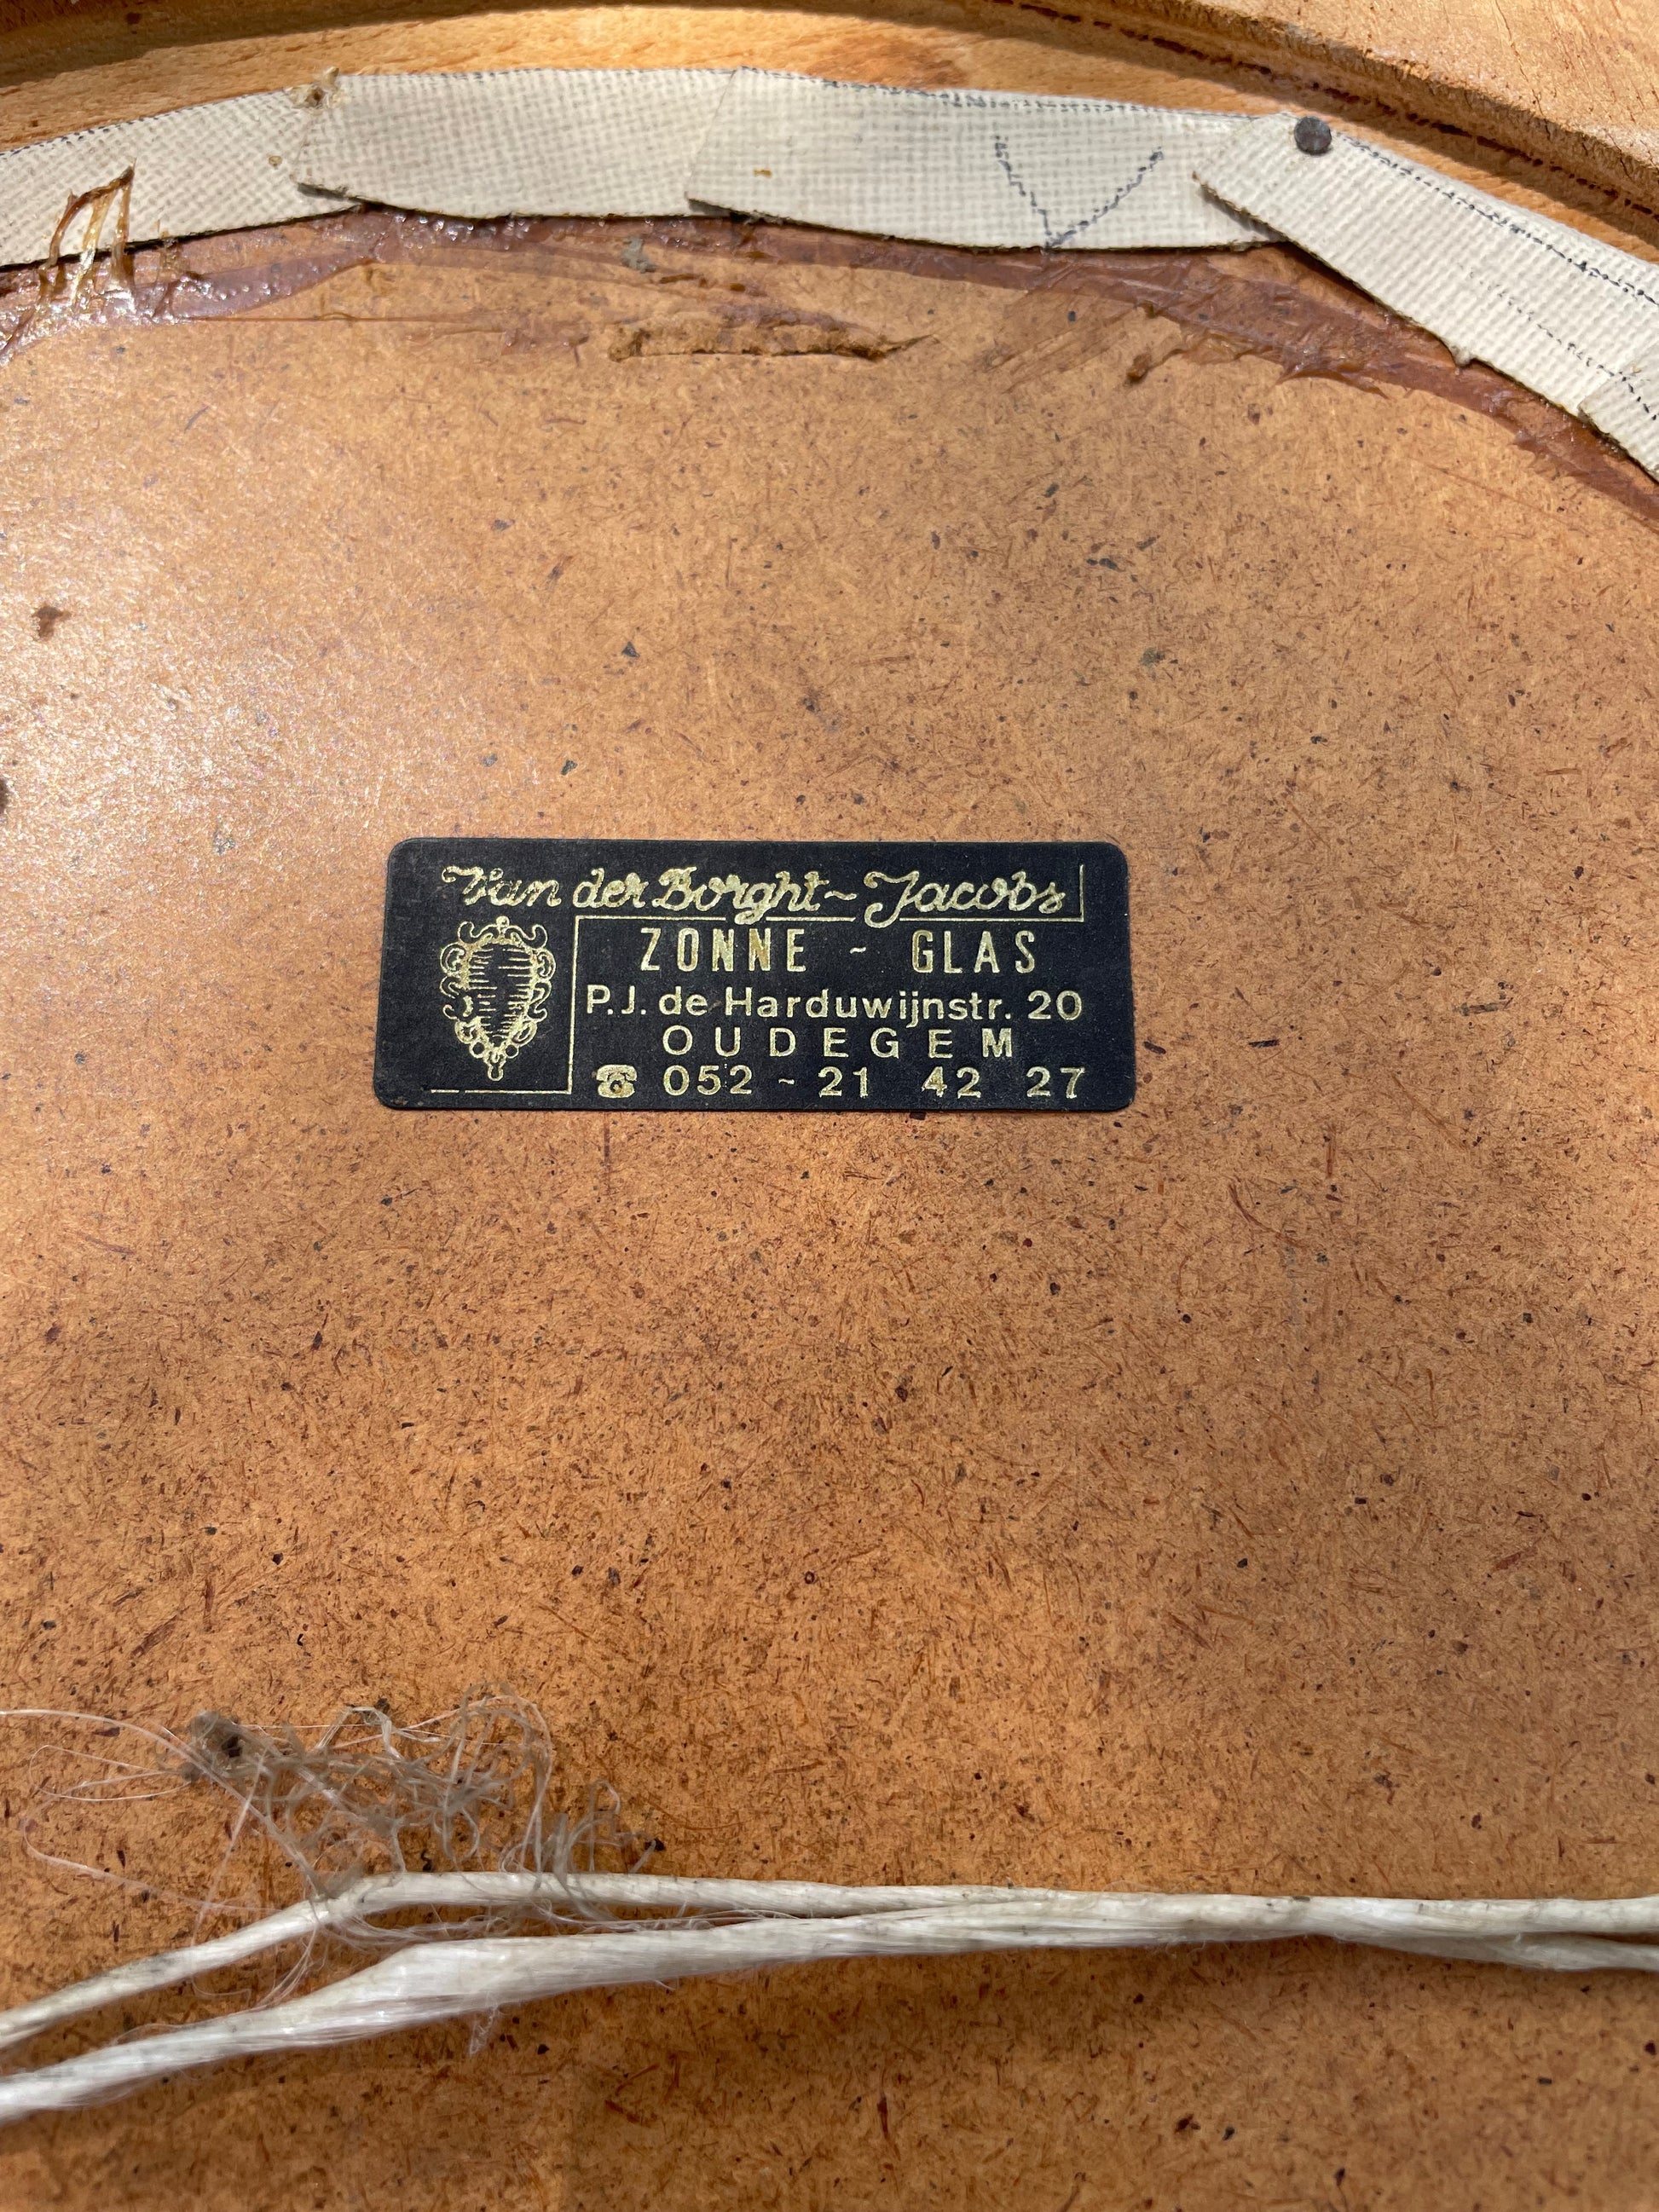 Van der Borght~Jacobs
ZONNE ~ GLAS
P.J. de Harduwijnstr. 20
OUDEGEM
☎ 052 ~ 21 42 27